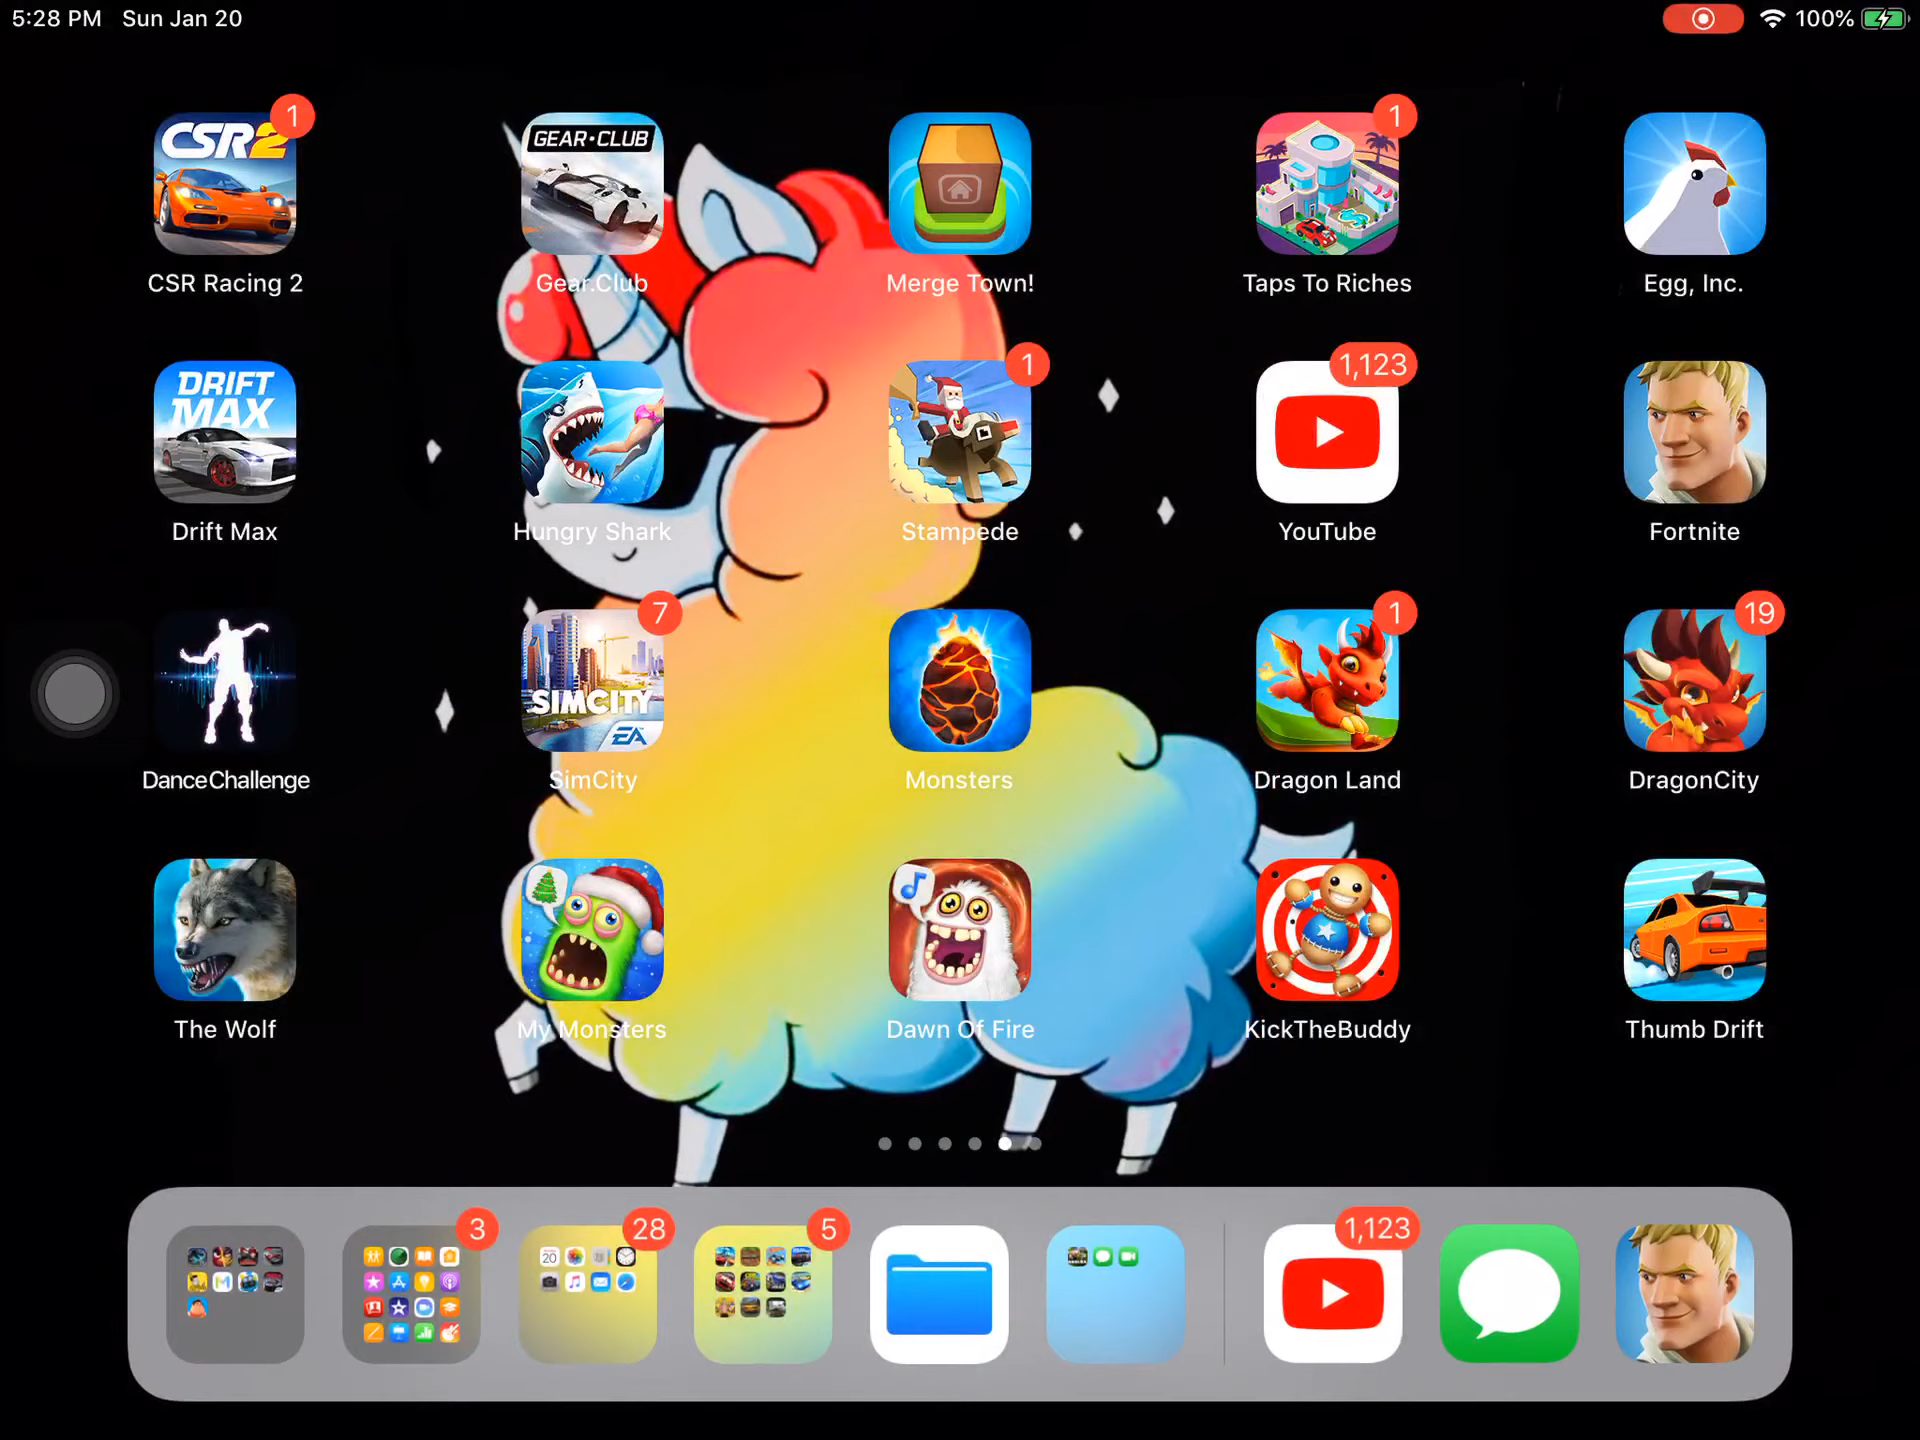 5:28 PM Sun Jan 20
100%
1
1
CSR2
GEAR·CLUB
CSR Racing 2
Gear.Club
Merge Town!
Taps To Riches
Egg, Inc.
1
1,123
DRIFT
MAX
Drift Max
Hungry Shark
Stampede
YouTube
Fortnite
7
1
19
SIMCITY
EA
DanceChallenge
SimCity
Monsters
Dragon Land
DragonCity
The Wolf
My Monsters
Dawn Of Fire
KickTheBuddy
Thumb Drift
3
28
5
1,123
20